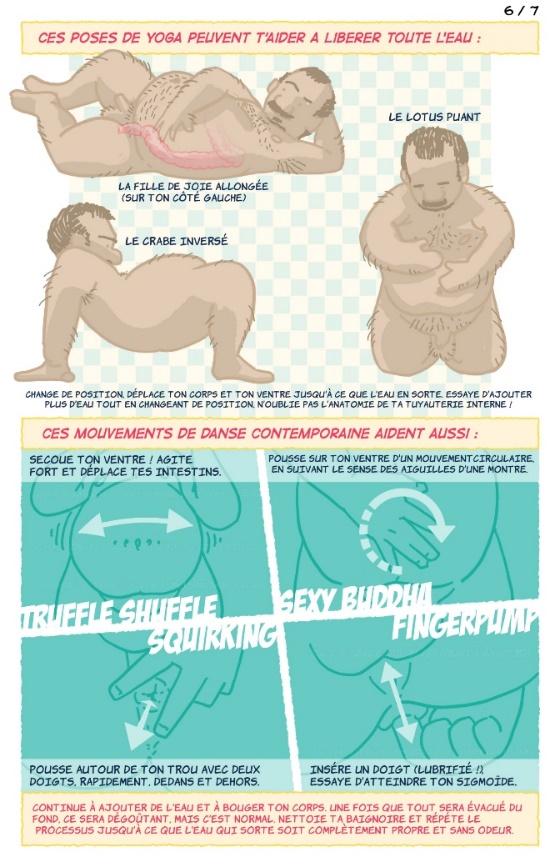 6 / 7
CES POSES DE YOGA PEUVENT T'AIDER A LIBERER TOUTE L'EAU :
LE LOTUS PUANT
LA FILLE DE JOIE ALLONGÉE
(SUR TON CÔTÉ GAUCHE)
LE CRABE INVERSÉ
CHANGE DE POSITION, DÉPLACE TON CORPS ET TON VENTRE JUSQU'À CE QUE L'EAU EN SORTE. ESSAYE D'AJOUTER
PLUS D'EAU TOUT EN CHANGEANT DE POSITION. N'OUBLIE PAS L'ANATOMIE DE TA TUYAUTERIE INTERNE !
CES MOUVEMENTS DE DANSE CONTEMPORAINE AIDENT AUSSI :
SECOUE TON VENTRE ! AGITE
FORT ET DÉPLACE TES INTESTINS.
POUSSE SUR TON VENTRE D'UN MOUVEMENT CIRCULAIRE,
EN SUIVANT LE SENSE DES AIGUILLES D'UNE MONTRE.
TRUFFLE SHUFFLE
SEXY BUDDHA
SQUIRKING
FINGERPUMP
POUSSE AUTOUR DE TON TROU AVEC DEUX
DOIGTS, RAPIDEMENT, DEDANS ET DEHORS.
INSÉRE UN DOIGT (LUBRIFIÉ !).
ESSAYE D'ATTEINDRE TON SIGMOÏDE.
CONTINUE À AJOUTER DE L'EAU ET À BOUGER TON CORPS. UNE FOIS QUE TOUT SERA ÉVACUÉ DU
FOND, CE SERA DÉGOÛTANT, MAIS C'EST NORMAL. NETTOIE TA BAIGNOIRE ET RÉPÈTE LE
PROCESSUS JUSQU'À CE QUE L'EAU QUI SORTE SOIT COMPLÈTEMENT PROPRE ET SANS ODEUR.